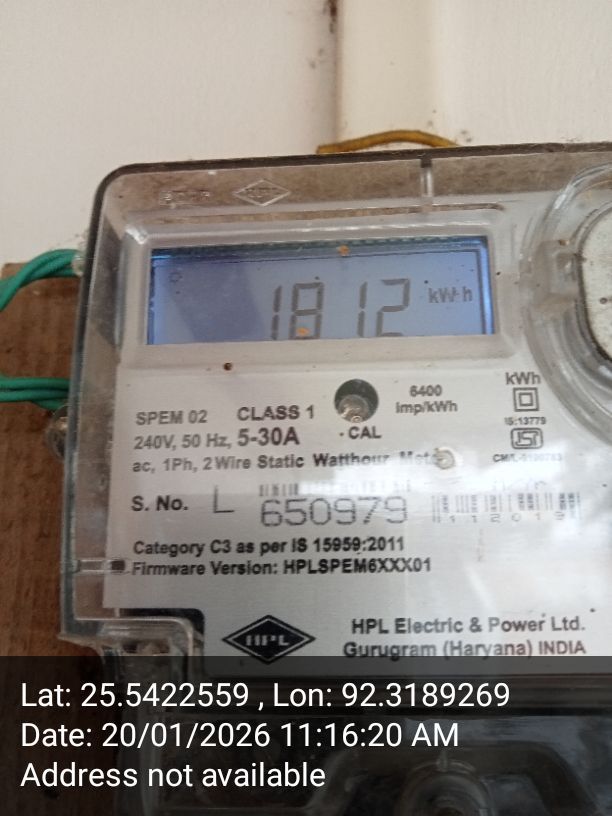 1812 kWh
6400
imp/kWh
kWh
SPEM 02 CLASS 1
240V, 50 Hz, 5-30A
. CAL
IS:13779
ac, 1Ph, 2 Wire Static Watthour Meter
S. No. L 650979
112019
Category C3 as per IS 15959:2011
Firmware Version: HPLSPEM6XXX01
HPL
HPL Electric & Power Ltd.
Gurugram (Haryana) INDIA
Lat: 25.5422559 , Lon: 92.3189269
Date: 20/01/2026 11:16:20 AM
Address not available